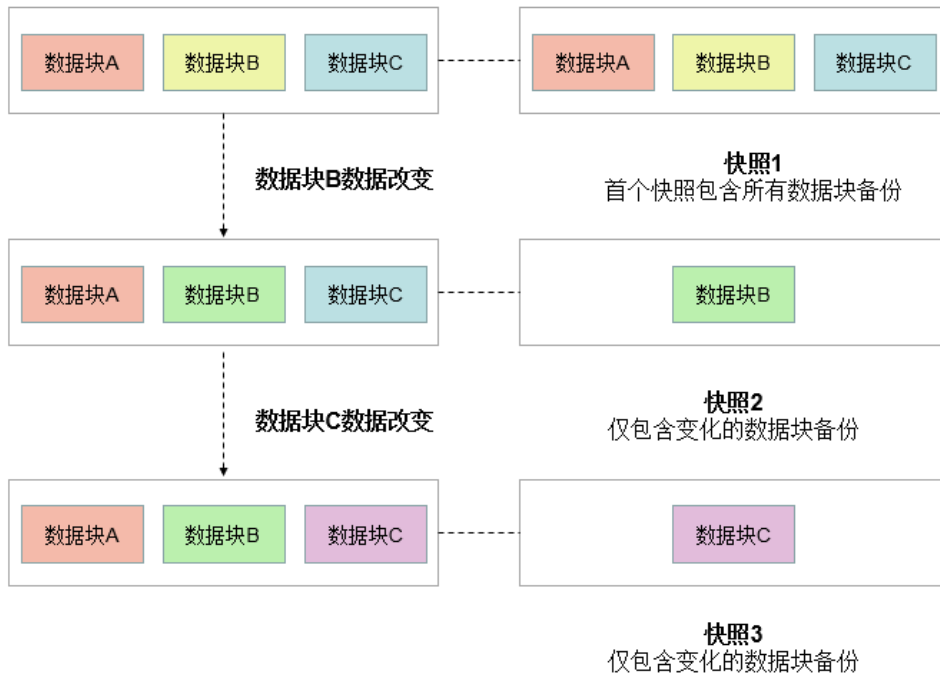 数据块A 数据块B 数据块C 数据块A 数据块B 数据块C
快照1
首个快照包含所有数据块备份
数据块B数据改变
数据块A 数据块B 数据块C 数据块B
快照2
仅包含变化的数据块备份
数据块C数据改变
数据块A 数据块B 数据块C 数据块C
快照3
仅包含变化的数据块备份